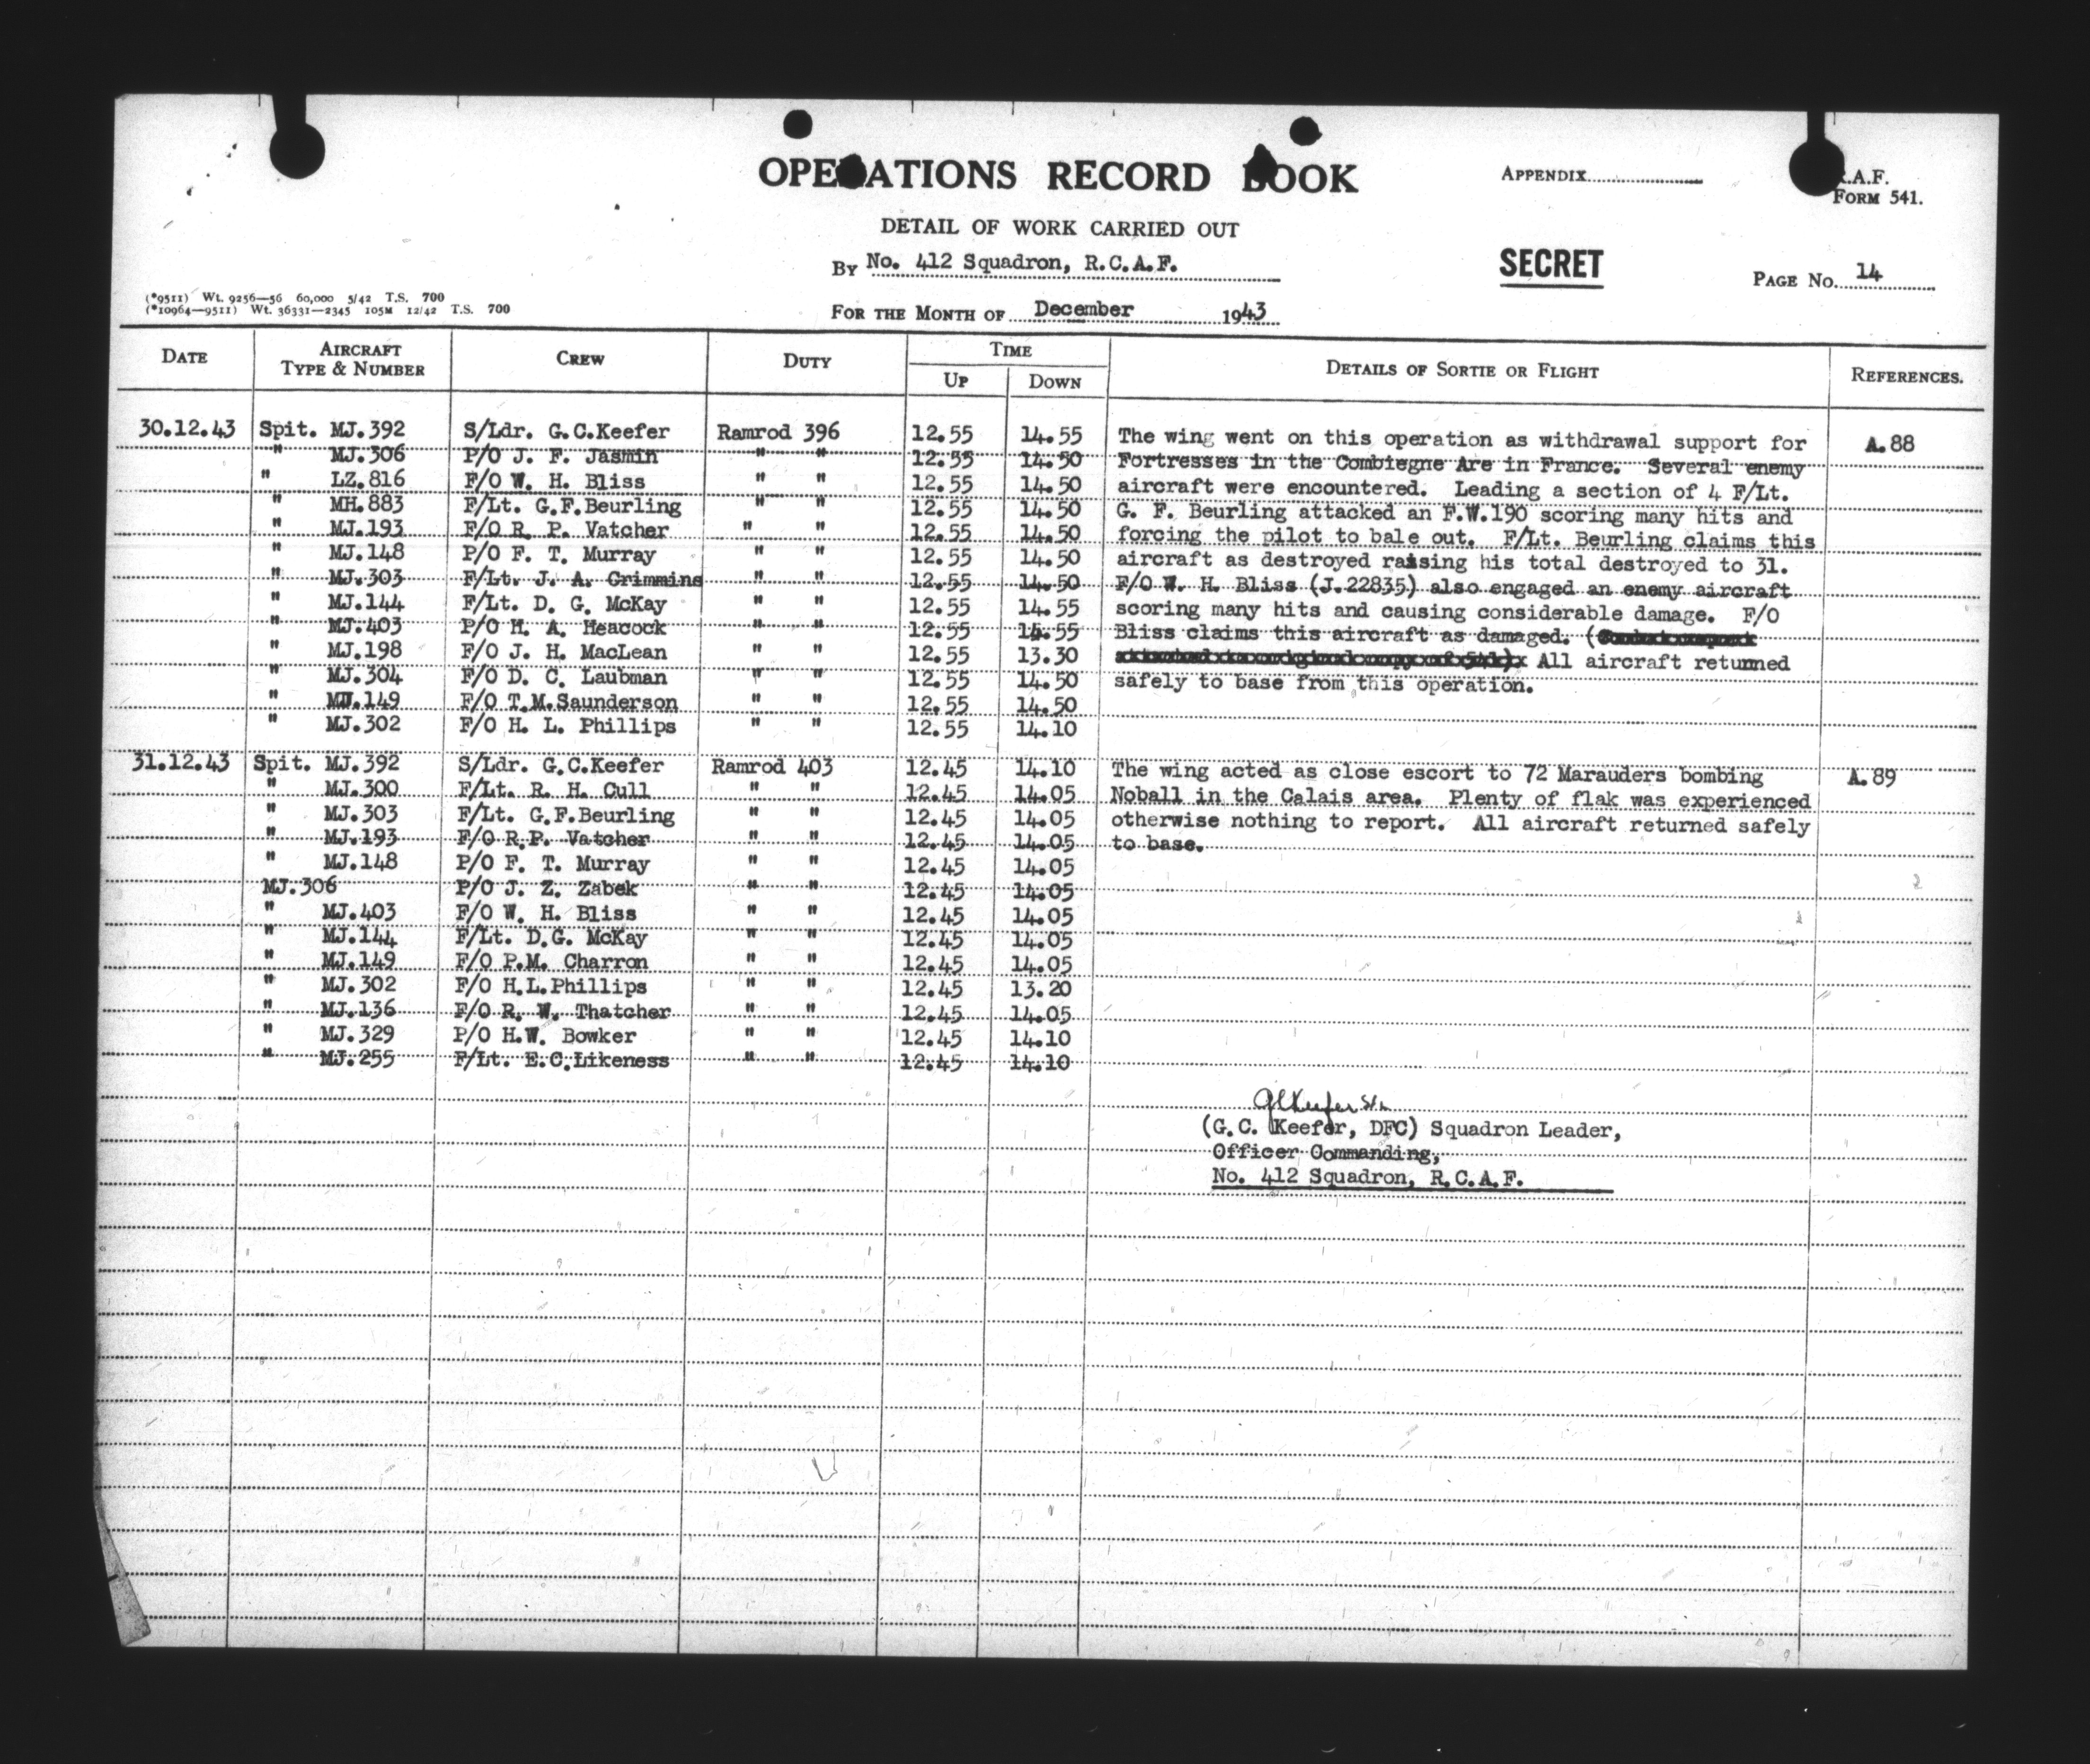 OPERATIONS RECORD BOOK
APPENDIX
R.A.F.
FORM 541.
DETAIL OF WORK CARRIED OUT
BY No. 412 Squadron, R.C.A.F.
SECRET
PAGE No. 14
(*9511) Wt. 9256—56 60,000 5/42 T.S. 700
(*10964—9511) Wt. 36331—2345 105M 12/42 T.S. 700
FOR THE MONTH OF December 1943
DATE AIRCRAFT TYPE & NUMBER CREW DUTY TIME UP DOWN DETAILS OF SORTIE OR FLIGHT REFERENCES.
30.12.43 Spit. MJ.392 S/Ldr. G.C.Keefer Ramrod 396 12.55 14.55 The wing went on this operation as withdrawal support for A.88
" MJ.306 P/O J. F. Jasmin " " 12.55 14.50 Fortresses in the Combiegne Are in France. Several enemy
" LZ.816 F/O W. H. Bliss " " 12.55 14.50 aircraft were encountered. Leading a section of 4 F/Lt.
" MH.883 F/Lt. G.F.Beurling " " 12.55 14.50 G. F. Beurling attacked an F.W.190 scoring many hits and
" MJ.193 F/O R. P. Vatcher " " 12.55 14.50 forcing the pilot to bale out. F/Lt. Beurling claims this
" MJ.148 P/O F. T. Murray " " 12.55 14.50 aircraft as destroyed raising his total destroyed to 31.
" MJ.303 F/Lt. J. A. Crimmins " " 12.55 14.50 F/O W. H. Bliss (J.22835) also engaged an enemy aircraft
" MJ.144 F/Lt. D. G. McKay " " 12.55 14.55 scoring many hits and causing considerable damage. F/O
" MJ.403 P/O H. A. Heacock " " 12.55 14.55 Bliss claims this aircraft as damaged. (
" MJ.198 F/O J. H. MacLean " " 12.55 13.30 All aircraft returned
" MJ.304 F/O D. C. Laubman " " 12.55 14.50 safely to base from this operation.
" MJ.149 F/O T.M.Saunderson " " 12.55 14.50
" MJ.302 F/O H. L. Phillips " " 12.55 14.10
31.12.43 Spit. MJ.392 S/Ldr. G.C.Keefer Ramrod 403 12.45 14.10 The wing acted as close escort to 72 Marauders bombing A.89
" MJ.300 F/Lt. R. H. Cull " " 12.45 14.05 Noball in the Calais area. Plenty of flak was experienced
" MJ.303 F/Lt. G.F.Beurling " " 12.45 14.05 otherwise nothing to report. All aircraft returned safely
" MJ.193 F/O R.P. Vatcher " " 12.45 14.05 to base.
" MJ.148 P/O F. T. Murray " " 12.45 14.05
MJ.306 P/O J. Z. Zabek " " 12.45 14.05
" MJ.403 F/O W. H. Bliss " " 12.45 14.05
" MJ.144 F/Lt. D.G. McKay " " 12.45 14.05
" MJ.149 F/O P.M. Charron " " 12.45 14.05
" MJ.302 F/O H.L.Phillips " " 12.45 13.20
" MJ.136 F/O R. W. Thatcher " " 12.45 14.05
" MJ.329 P/O H.W. Bowker " " 12.45 14.10
" MJ.255 F/Lt. E.C.Likeness " " 12.45 14.10
GCKeefer S/L
(G.C. Keefer, DFC) Squadron Leader,
Officer Commanding,
No. 412 Squadron, R.C.A.F.